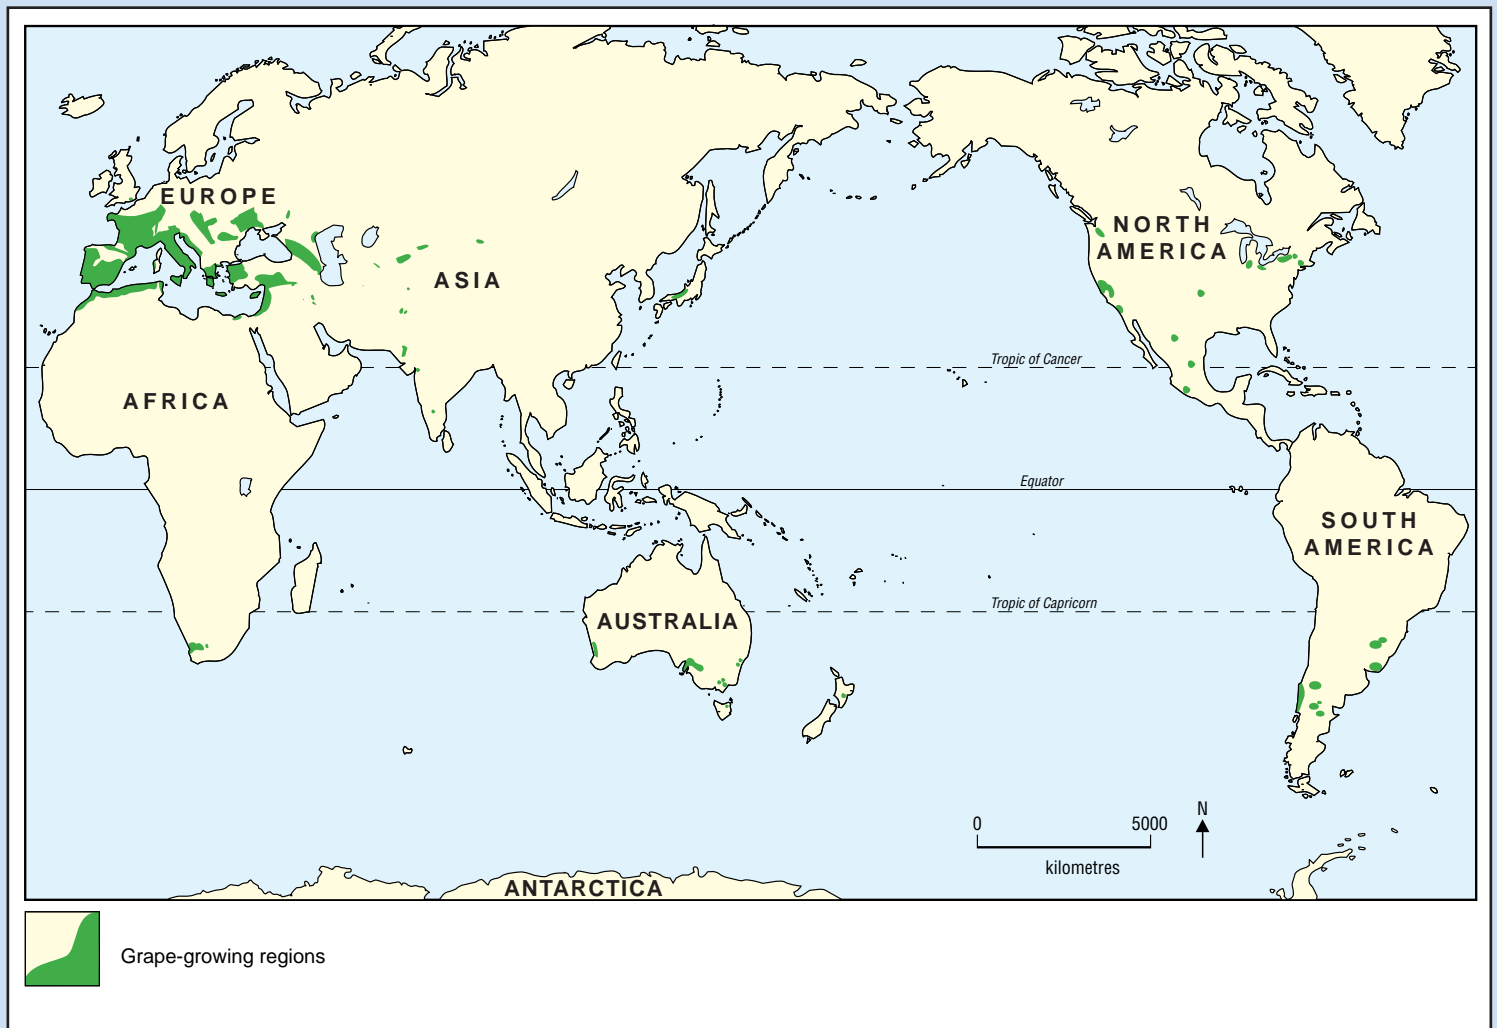 EUROPE
NORTH
AMERICA
ASIA
Tropic of Cancer
AFRICA
Equator
SOUTH
AMERICA
Tropic of Capricorn
AUSTRALIA
N
0 5000
kilometres
ANTARCTICA
Grape-growing regions